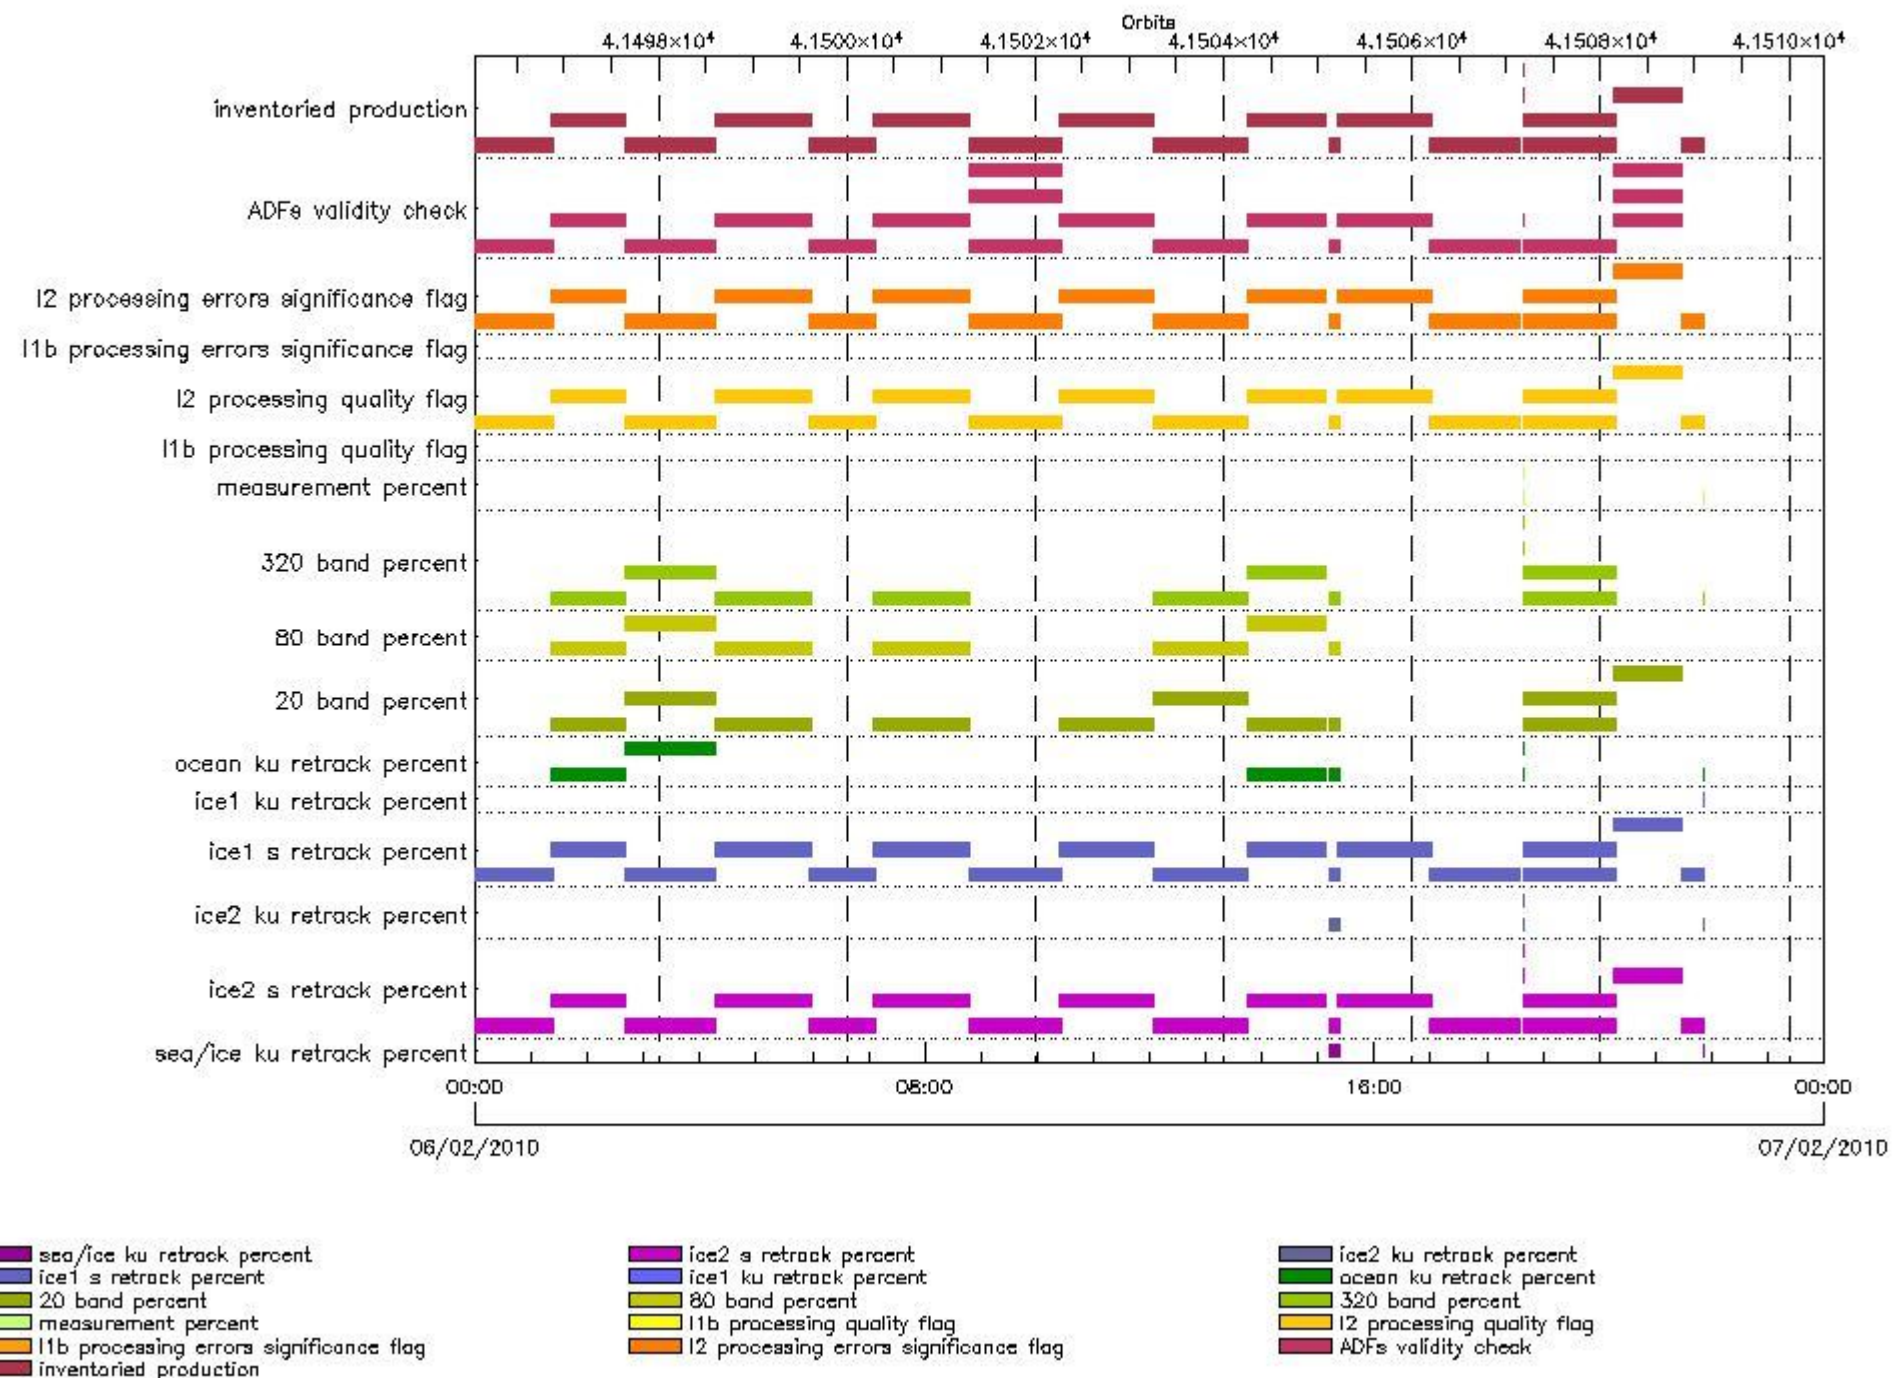 Orbits
4.1498×10⁴ 4.1500×10⁴ 4.1502×10⁴ 4.1504×10⁴ 4.1506×10⁴ 4.1508×10⁴ 4.1510×10⁴
inventoried production
ADFs validity check
l2 processing errors significance flag
l1b processing errors significance flag
l2 processing quality flag
l1b processing quality flag
measurement percent
320 band percent
80 band percent
20 band percent
ocean ku retrack percent
ice1 ku retrack percent
ice1 s retrack percent
ice2 ku retrack percent
ice2 s retrack percent
sea/ice ku retrack percent
00:00 08:00 16:00 00:00
06/02/2010 07/02/2010
sea/ice ku retrack percent ice2 s retrack percent ice2 ku retrack percent
ice1 s retrack percent ice1 ku retrack percent ocean ku retrack percent
20 band percent 80 band percent 320 band percent
measurement percent l1b processing quality flag l2 processing quality flag
l1b processing errors significance flag l2 processing errors significance flag ADFs validity check
inventoried production